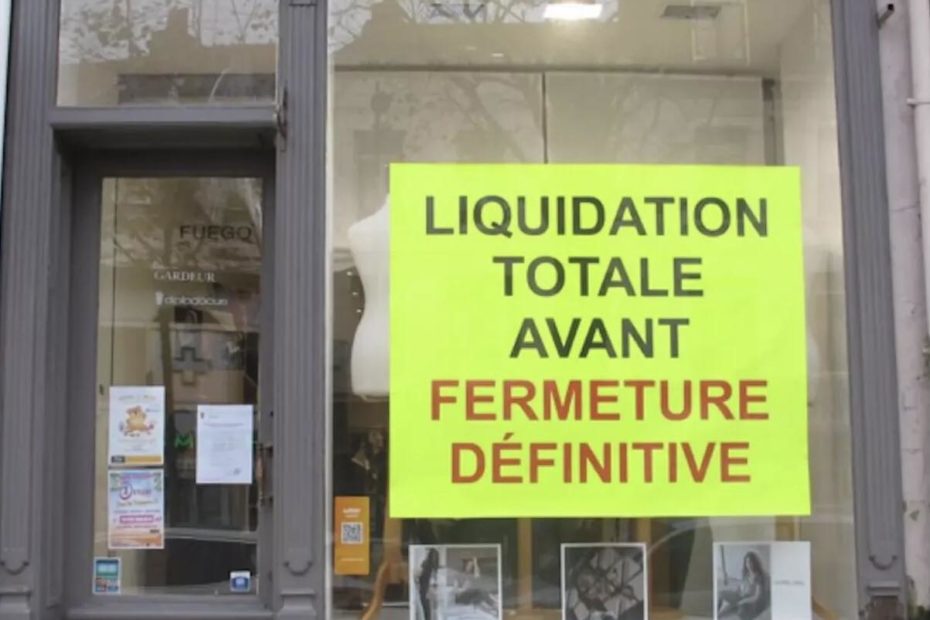 FUEGO
GARDEUR
LIQUIDATION
TOTALE
AVANT
FERMETURE
DÉFINITIVE